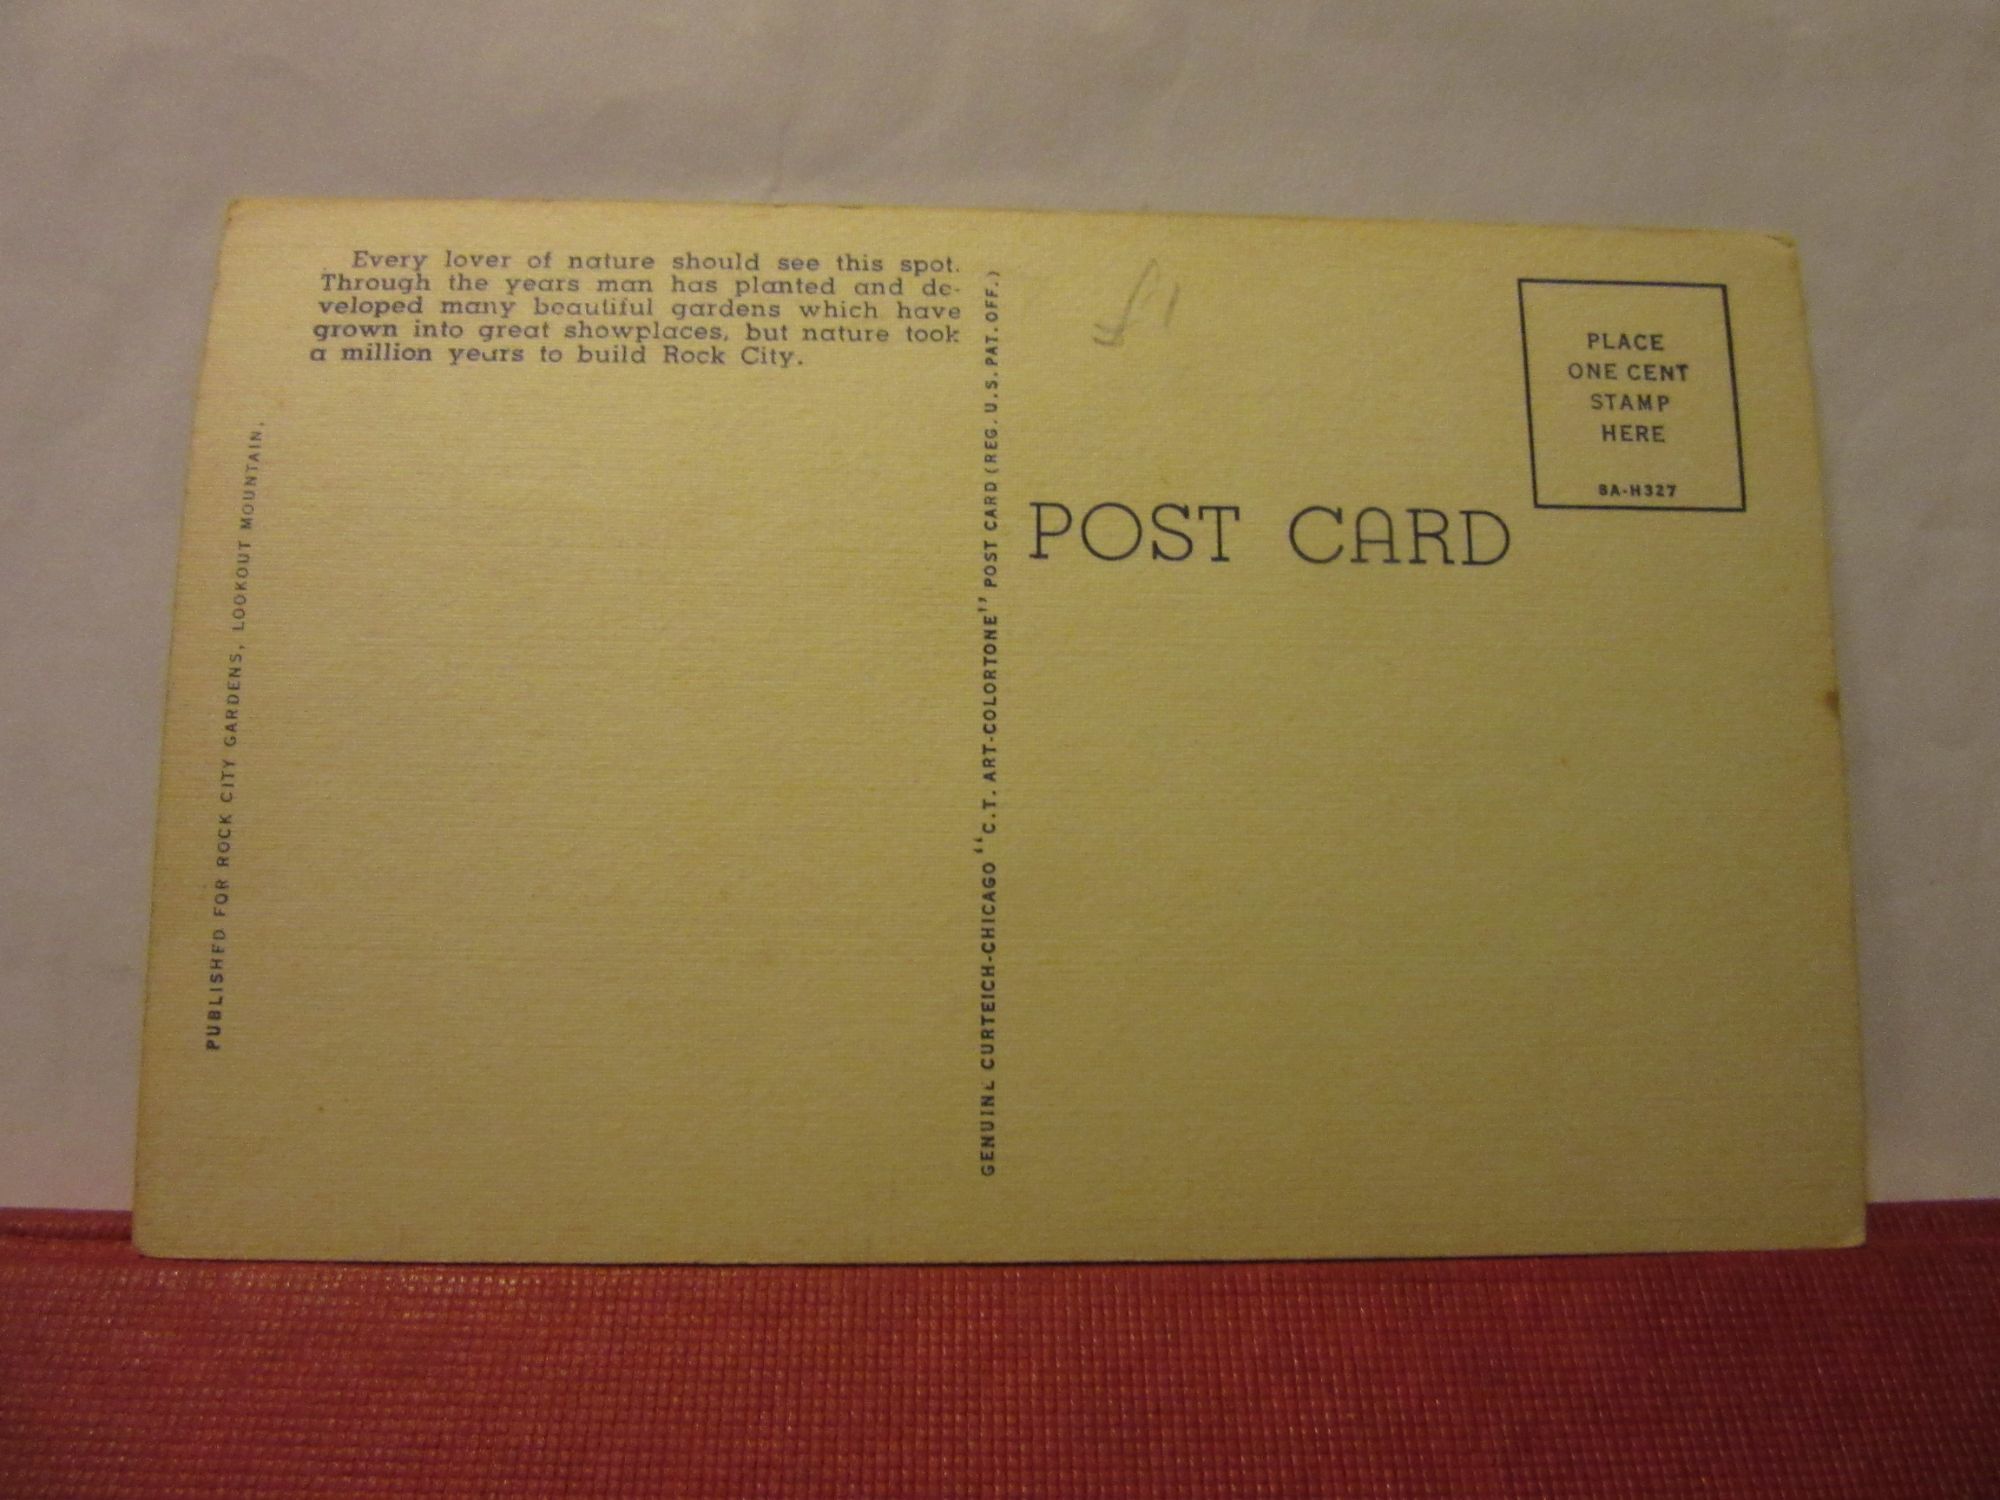 Every lover of nature should see this spot.
Through the years man has planted and de-
veloped many beautiful gardens which have
grown into great showplaces, but nature took
a million years to build Rock City.
PUBLISHED FOR ROCK CITY GARDENS, LOOKOUT MOUNTAIN,
GENUINE CURTEICH-CHICAGO "C.T. ART-COLORTONE" POST CARD (REG. U.S. PAT. OFF.)
POST CARD
PLACE
ONE CENT
STAMP
HERE
8A-H327